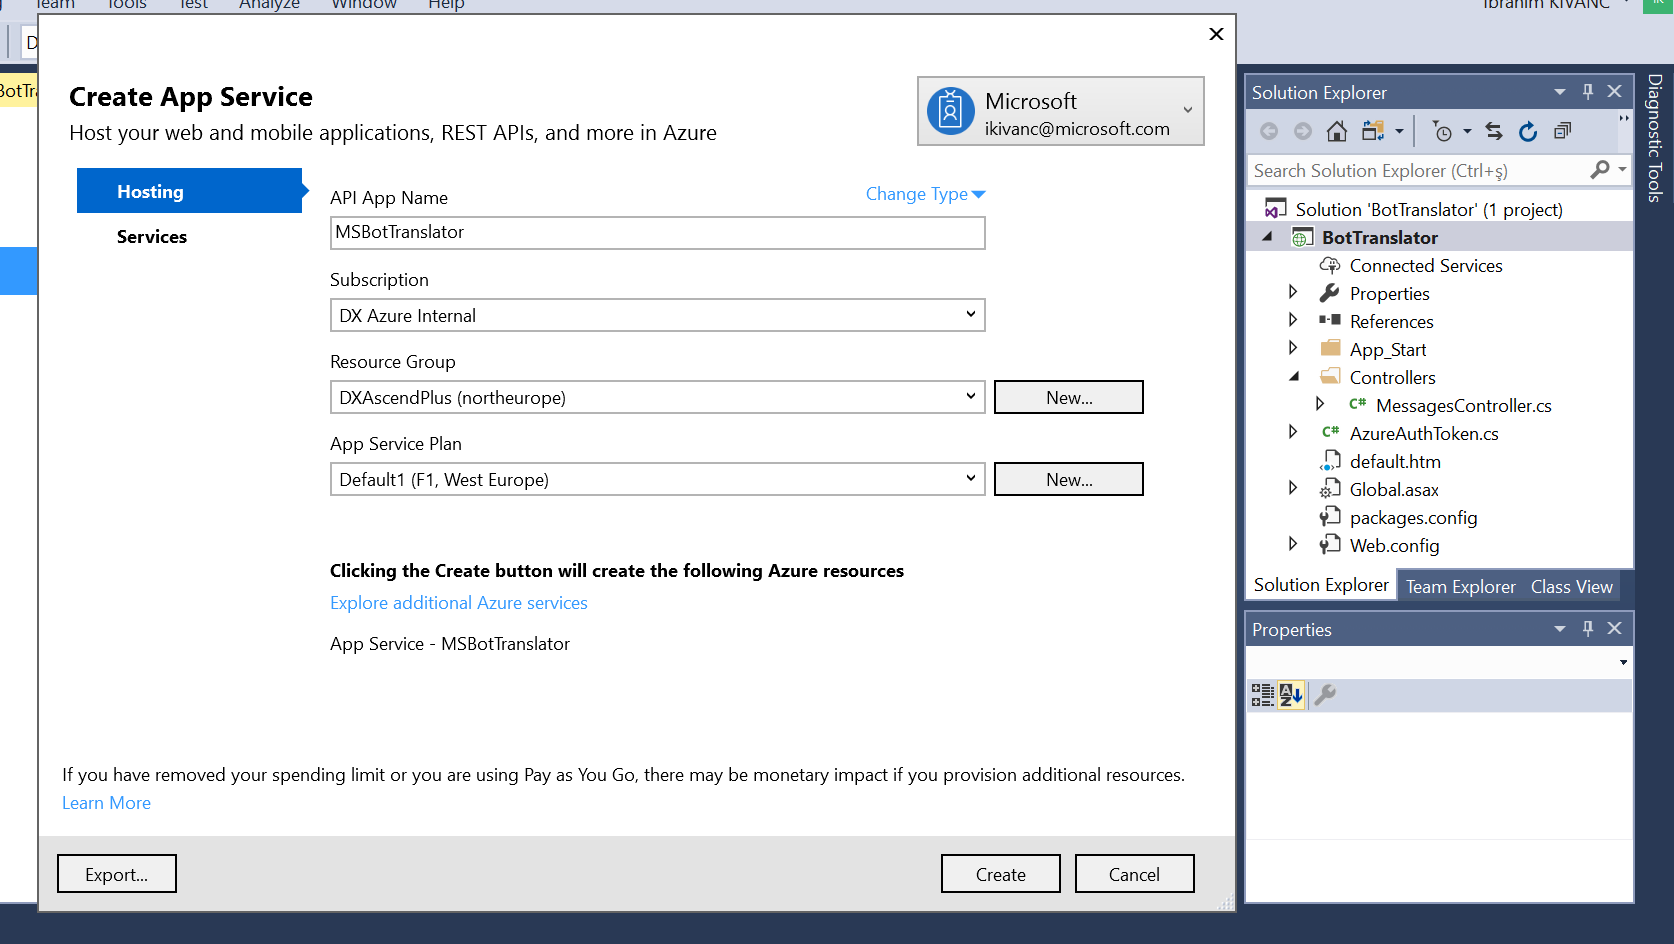 Team Tools Test Analyze Window Help
Ibrahim KIVANC
Create App Service
Host your web and mobile applications, REST APIs, and more in Azure
Microsoft
ikivanc@microsoft.com
Hosting
Services
API App Name
Change Type
MSBotTranslator
Subscription
DX Azure Internal
Resource Group
DXAscendPlus (northeurope)
New...
App Service Plan
Default1 (F1, West Europe)
New...
Clicking the Create button will create the following Azure resources
Explore additional Azure services
App Service - MSBotTranslator
If you have removed your spending limit or you are using Pay as You Go, there may be monetary impact if you provision additional resources.
Learn More
Export...
Create
Cancel
Solution Explorer
Search Solution Explorer (Ctrl+ş)
Solution 'BotTranslator' (1 project)
BotTranslator
Connected Services
Properties
References
App_Start
Controllers
C# MessagesController.cs
C# AzureAuthToken.cs
default.htm
Global.asax
packages.config
Web.config
Solution Explorer
Team Explorer
Class View
Properties
Diagnostic Tools